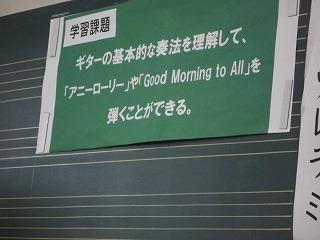 学習課題
ギターの基本的な奏法を理解して、
「アニーローリー」や「Good Morning to All」を
弾くことができる。